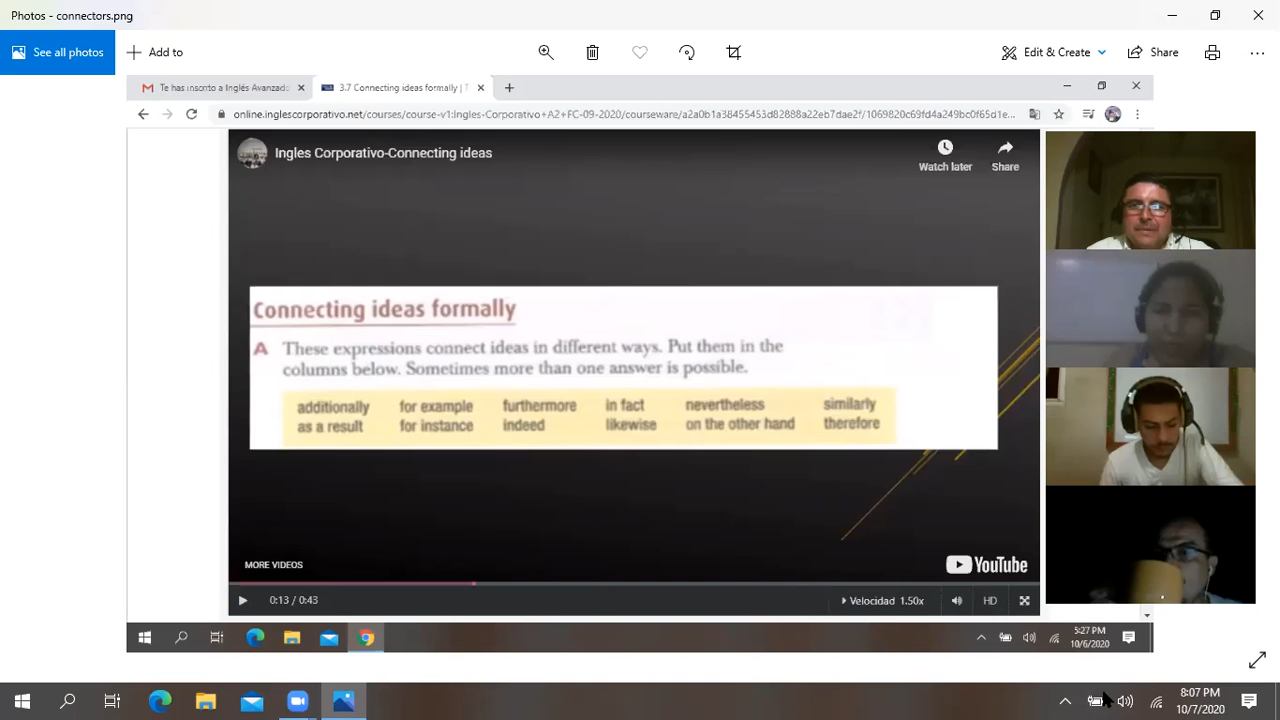 Photos - connectors.png
See all photos
Add to
Edit & Create
Share
Te has inscrito a Inglés Avanzado
3.7 Connecting ideas formally | T
online.inglescorporativo.net/courses/course-v1:Ingles-Corporativo+A2+FC-09-2020/courseware/a2a0b1a38455453d82888a22eb7dae2f/1069820c69fd4a249bc0f65d1e...
Ingles Corporativo-Connecting ideas
Watch later
Share
Connecting ideas formally
A These expressions connect ideas in different ways. Put them in the
columns below. Sometimes more than one answer is possible.
additionally for example furthermore in fact nevertheless similarly
as a result for instance indeed likewise on the other hand therefore
MORE VIDEOS
YouTube
0:13 / 0:43
Velocidad 1.50x
HD
5:27 PM
10/6/2020
8:07 PM
10/7/2020